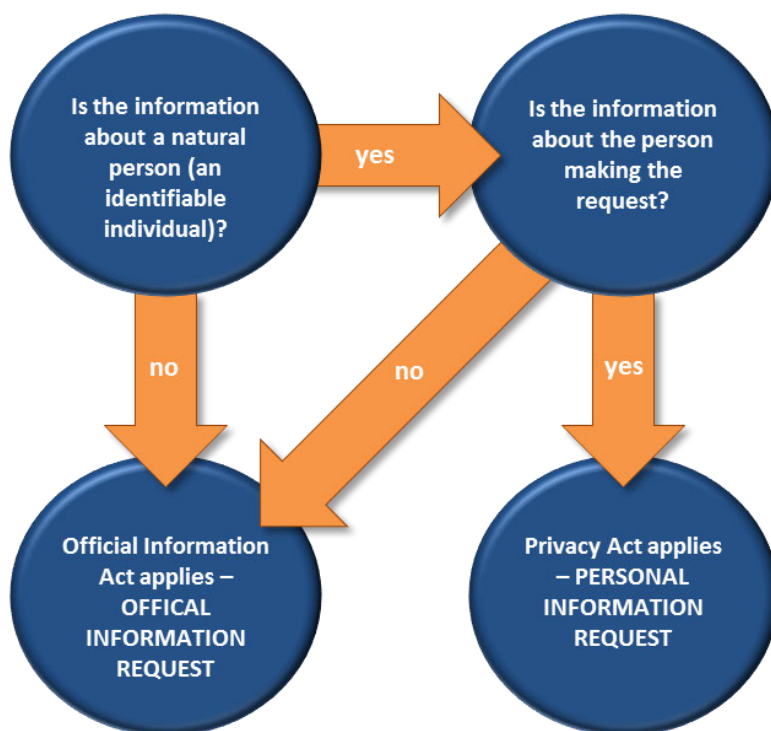 Is the information
about a natural
person (an
identifiable
individual)?
yes
Is the information
about the person
making the
request?
no
no
yes
Official Information
Act applies –
OFFICAL
INFORMATION
REQUEST
Privacy Act applies
– PERSONAL
INFORMATION
REQUEST